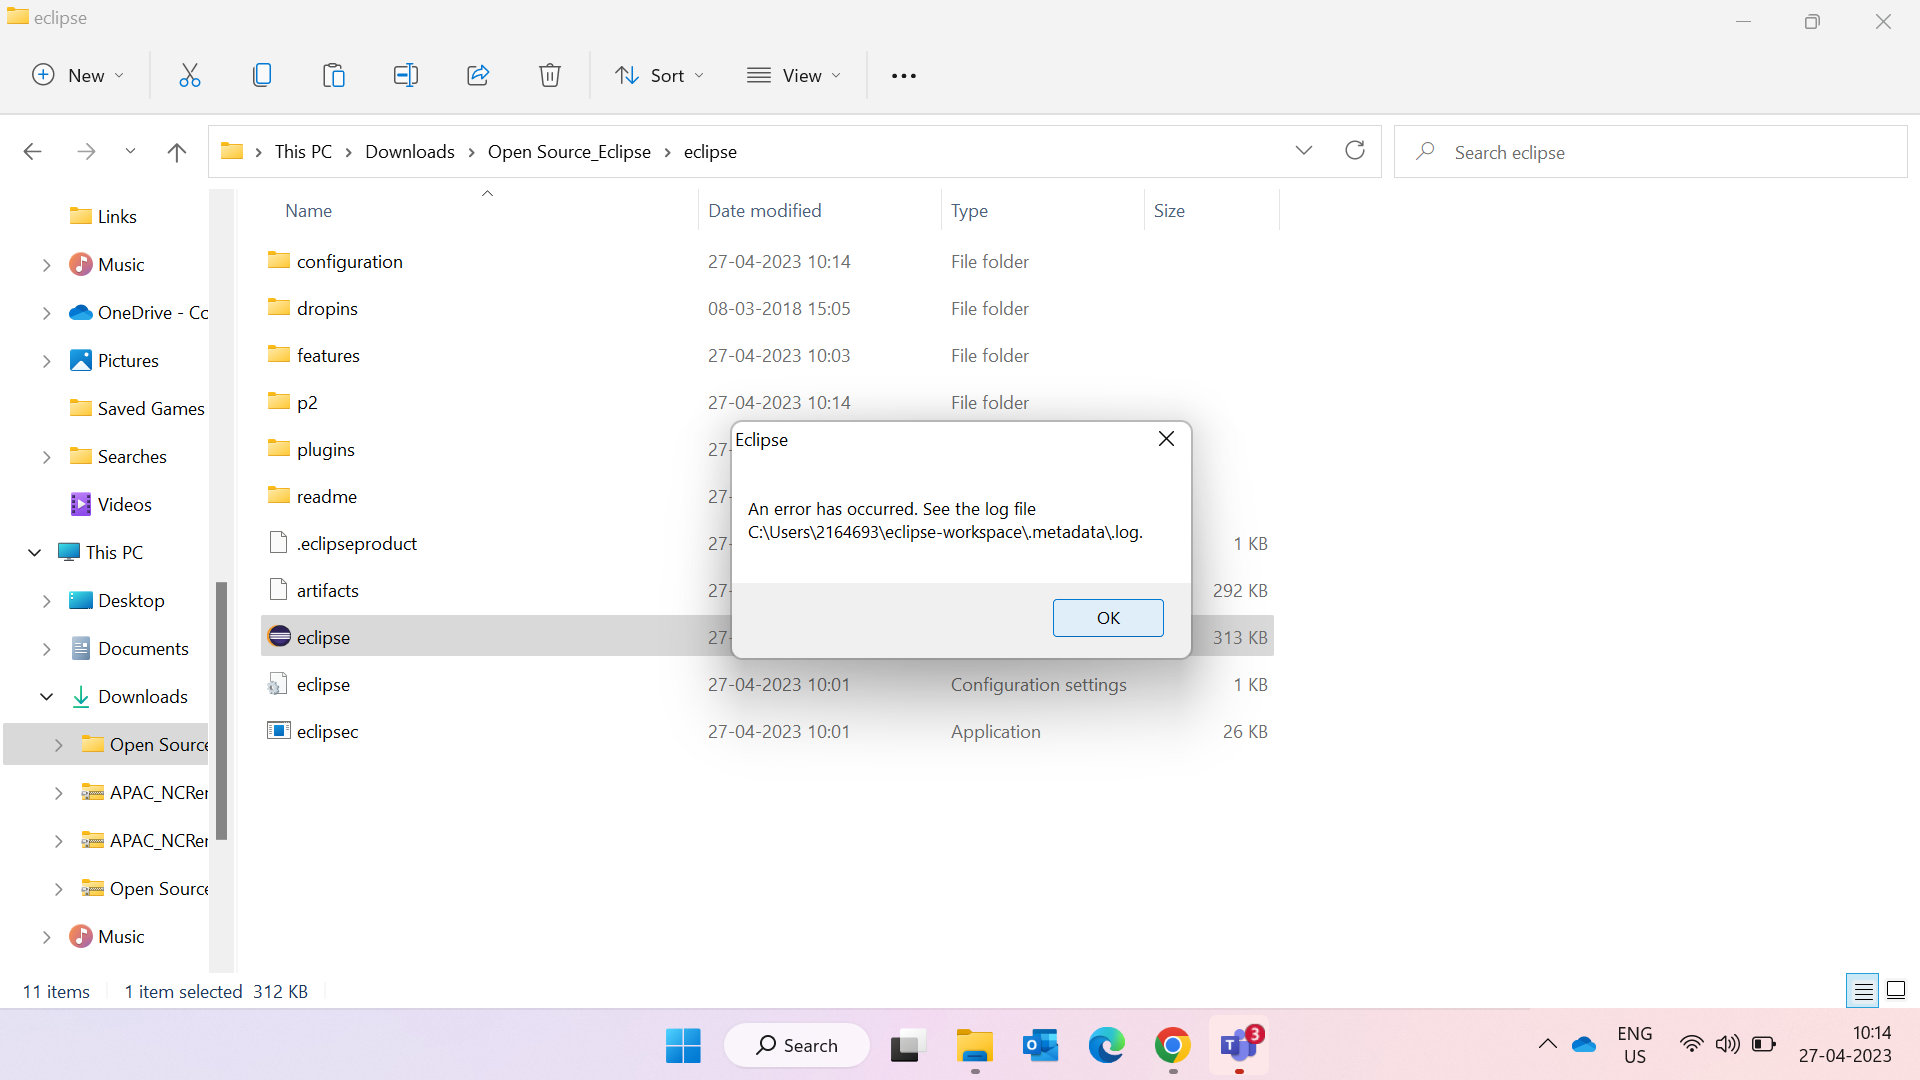 eclipse
New
Sort
View
This PC
Downloads
Open Source_Eclipse
eclipse
Search eclipse
Name
Date modified
Type
Size
Links
Music
OneDrive - Co
Pictures
Saved Games
Searches
Videos
This PC
Desktop
Documents
Downloads
Open Source
APAC_NCRer
APAC_NCRer
Open Source
Music
configuration 27-04-2023 10:14 File folder
dropins 08-03-2018 15:05 File folder
features 27-04-2023 10:03 File folder
p2 27-04-2023 10:14 File folder
plugins 27-
readme 27-
.eclipseproduct 27- 1 KB
artifacts 27- 292 KB
eclipse 27- 313 KB
eclipse 27-04-2023 10:01 Configuration settings 1 KB
eclipsec 27-04-2023 10:01 Application 26 KB
Eclipse
An error has occurred. See the log file
C:\Users\2164693\eclipse-workspace\.metadata\.log.
OK
11 items 1 item selected 312 KB
Search
3
ENG
US
10:14
27-04-2023